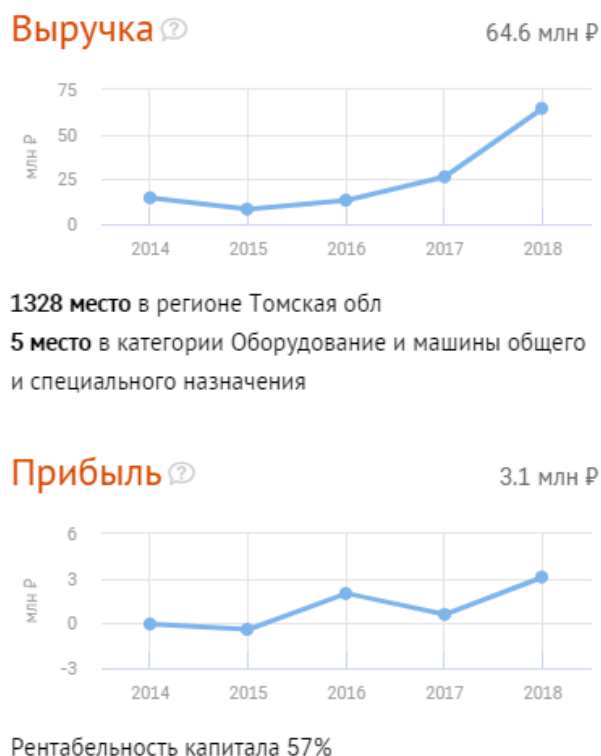 Выручка
64.6 млн ₽
75
50
25
0
млн ₽
2014 2015 2016 2017 2018
1328 место в регионе Томская обл
5 место в категории Оборудование и машины общего
и специального назначения
Прибыль
3.1 млн ₽
6
3
0
-3
млн ₽
2014 2015 2016 2017 2018
Рентабельность капитала 57%